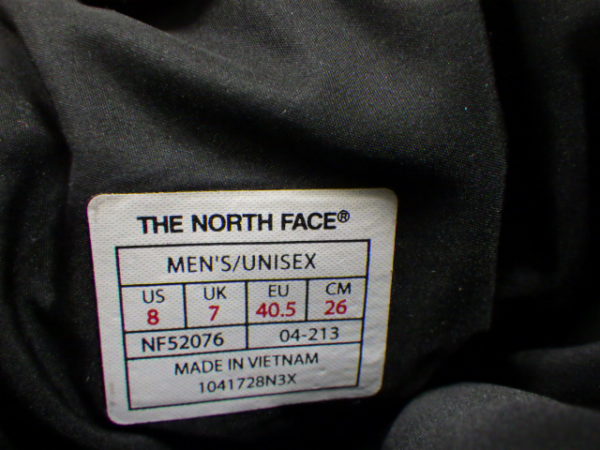 THE NORTH FACE®
MEN'S/UNISEX
US UK EU CM
8 7 40.5 26
NF52076 04-213
MADE IN VIETNAM
1041728N3X